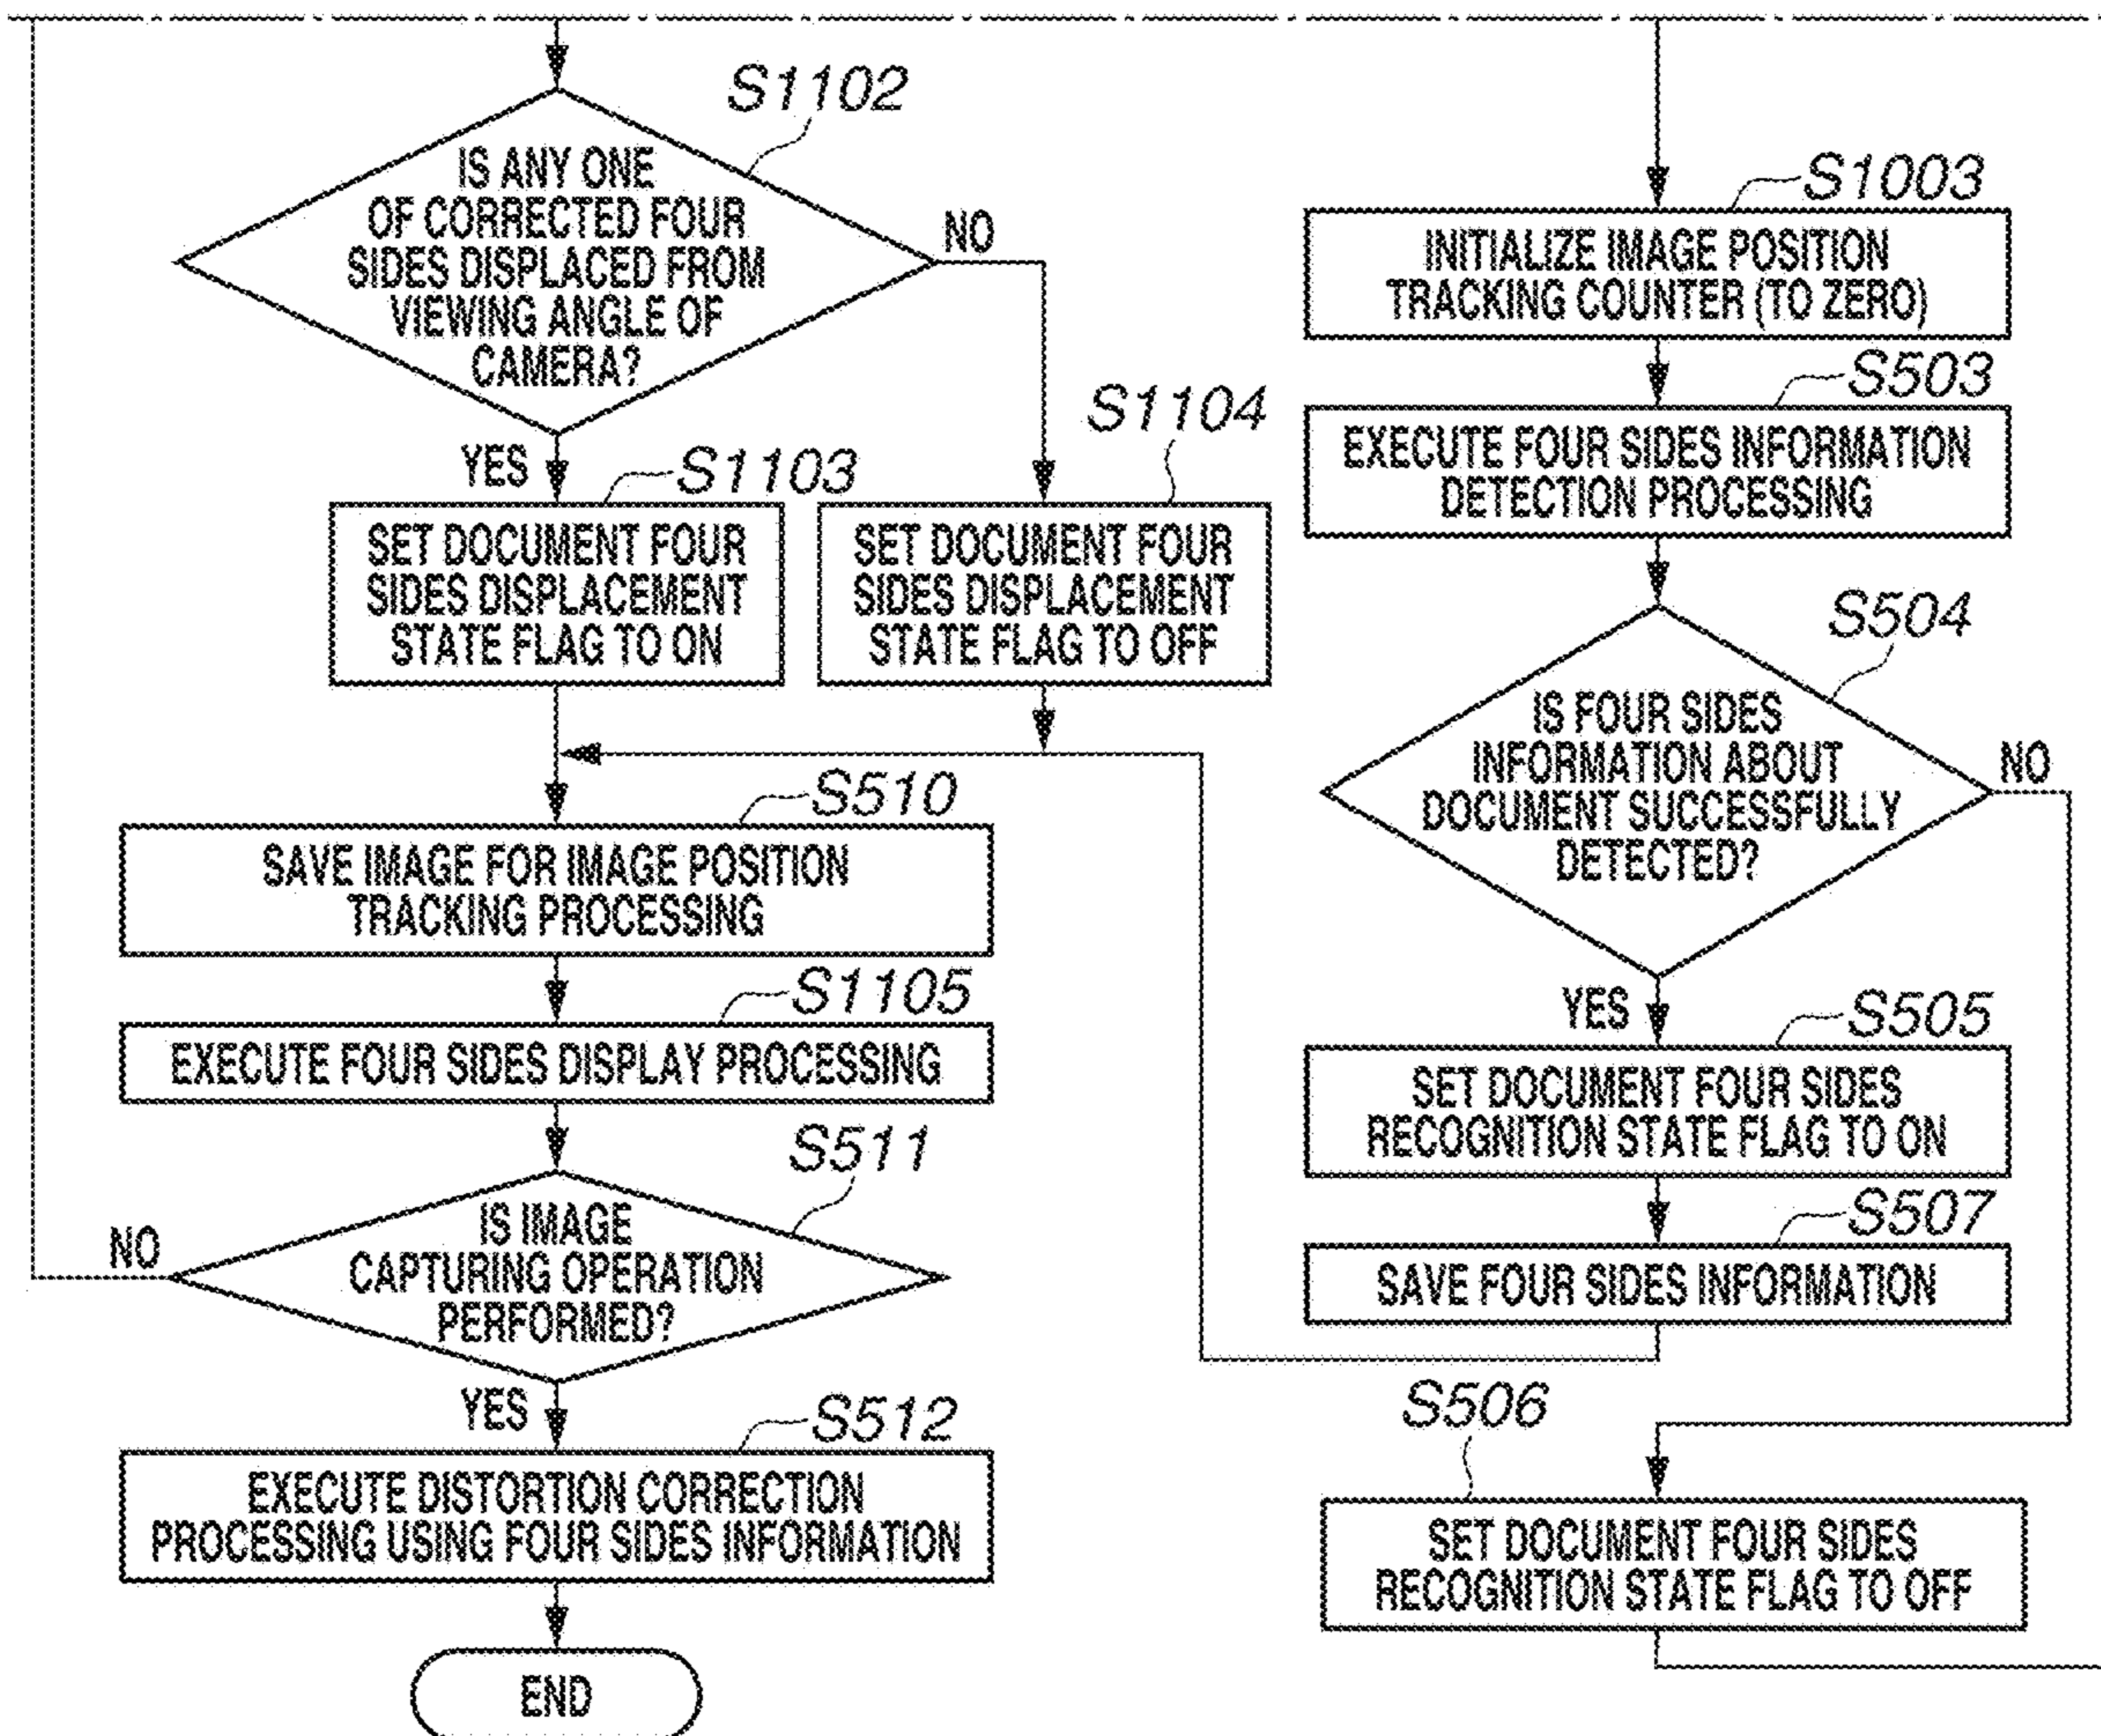 S1102
IS ANY ONE
OF CORRECTED FOUR
SIDES DISPLACED FROM
VIEWING ANGLE OF
CAMERA?
NO
YES
S1103
SET DOCUMENT FOUR
SIDES DISPLACEMENT
STATE FLAG TO ON
S1104
SET DOCUMENT FOUR
SIDES DISPLACEMENT
STATE FLAG TO OFF
S510
SAVE IMAGE FOR IMAGE POSITION
TRACKING PROCESSING
S1105
EXECUTE FOUR SIDES DISPLAY PROCESSING
S511
IS IMAGE
CAPTURING OPERATION
PERFORMED?
NO
YES
S512
EXECUTE DISTORTION CORRECTION
PROCESSING USING FOUR SIDES INFORMATION
END
S1003
INITIALIZE IMAGE POSITION
TRACKING COUNTER (TO ZERO)
S503
EXECUTE FOUR SIDES INFORMATION
DETECTION PROCESSING
S504
IS FOUR SIDES
INFORMATION ABOUT
DOCUMENT SUCCESSFULLY
DETECTED?
NO
YES
S505
SET DOCUMENT FOUR SIDES
RECOGNITION STATE FLAG TO ON
S507
SAVE FOUR SIDES INFORMATION
S506
SET DOCUMENT FOUR SIDES
RECOGNITION STATE FLAG TO OFF